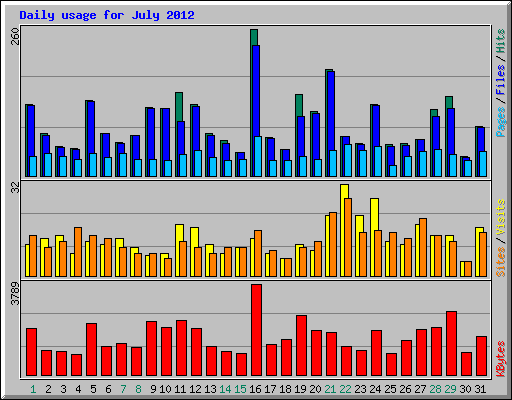 Daily usage for July 2012
260
32
3789
Pages / Files / Hits
Sites / Visits
KBytes
1 2 3 4 5 6 7 8 9 10 11 12 13 14 15 16 17 18 19 20 21 22 23 24 25 26 27 28 29 30 31